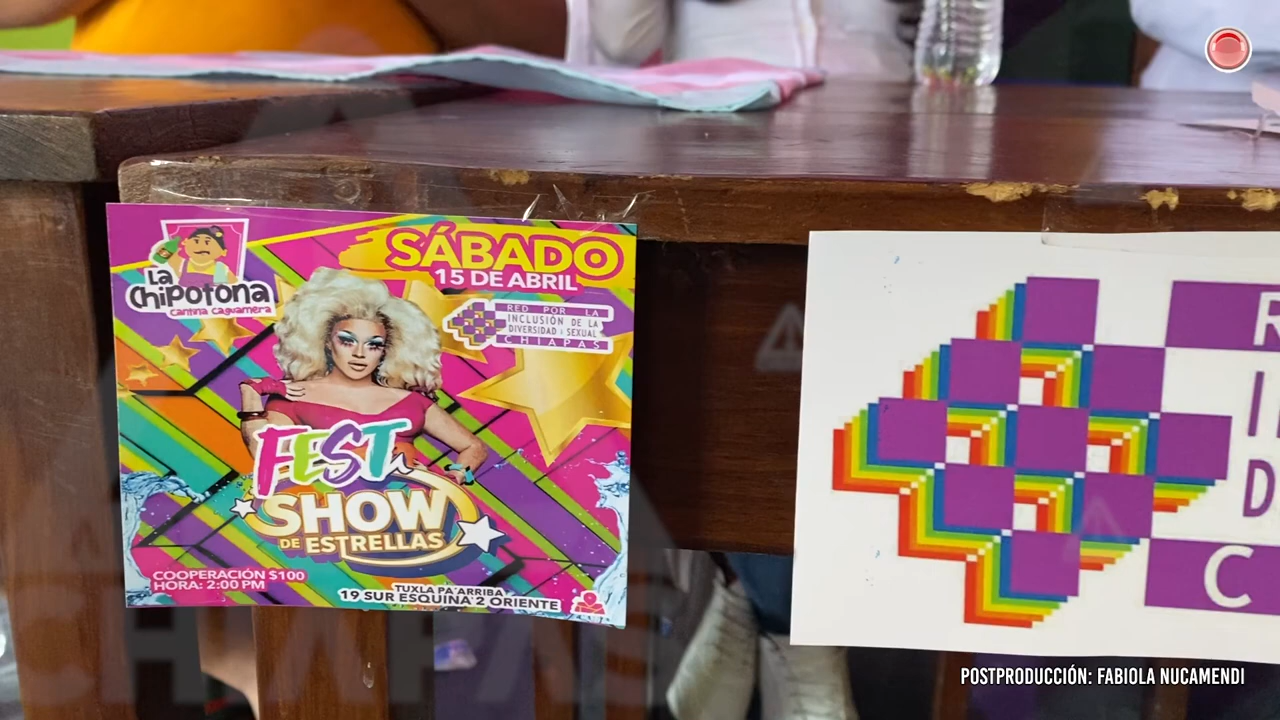 La
Chipotona
cantina caguamera
SÁBADO
15 DE ABRIL
RED POR LA
INCLUSIÓN DE LA
DIVERSIDAD SEXUAL
CHIAPAS
FEST
SHOW
DE ESTRELLAS
COOPERACIÓN $100
HORA: 2:00 PM
TUXLA PA'ARRIBA
19 SUR ESQUINA 2 ORIENTE
R
I
D
C
CHIAPAS
POSTPRODUCCIÓN: FABIOLA NUCAMENDI